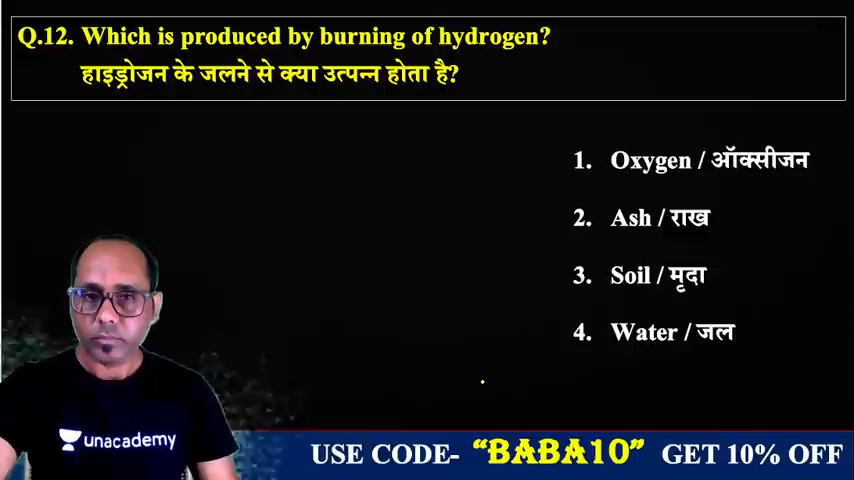 Q.12. Which is produced by burning of hydrogen?
हाइड्रोजन के जलने से क्या उत्पन्न होता है?
1. Oxygen / ऑक्सीजन
2. Ash / राख
3. Soil / मृदा
4. Water / जल
unacademy
USE CODE- “BABA10” GET 10% OFF